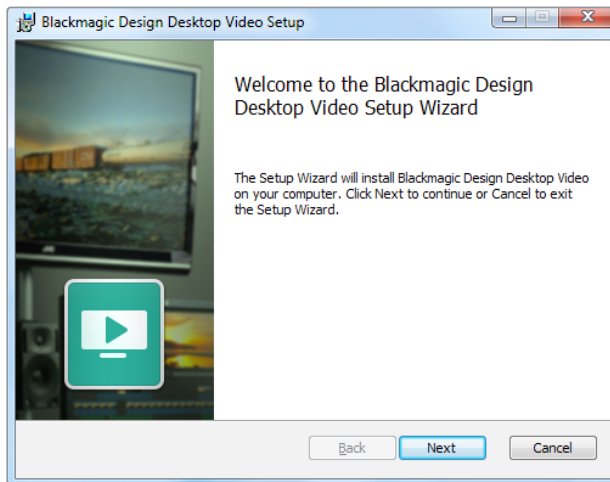 Blackmagic Design Desktop Video Setup
Welcome to the Blackmagic Design
Desktop Video Setup Wizard
The Setup Wizard will install Blackmagic Design Desktop Video
on your computer. Click Next to continue or Cancel to exit
the Setup Wizard.
Back
Next
Cancel